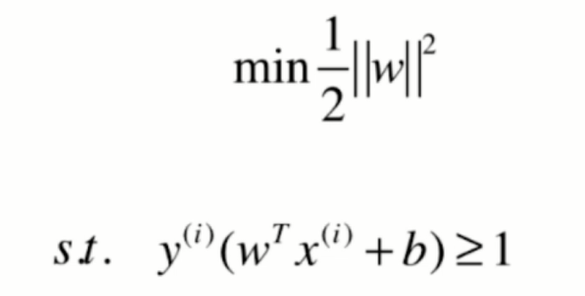 min 1/2 ||w||²
s.t. y⁽ⁱ⁾(wᵀx⁽ⁱ⁾ + b) ≥ 1